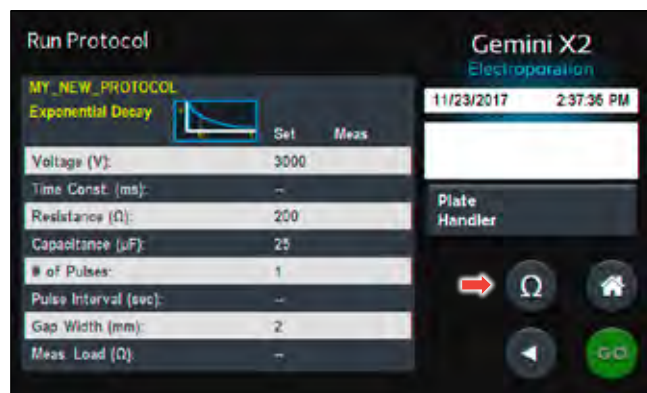 Run Protocol
Gemini X2
Electroporation
MY_NEW_PROTOCOL
Exponential Decay
Set Meas
11/23/2017 2:37:36 PM
Voltage (V): 3000
Time Const. (ms): --
Resistance (Ω): 200
Capacitance (µF): 25
# of Pulses: 1
Pulse Interval (sec): --
Gap Width (mm): 2
Meas. Load (Ω): --
Plate
Handler
Ω
GO